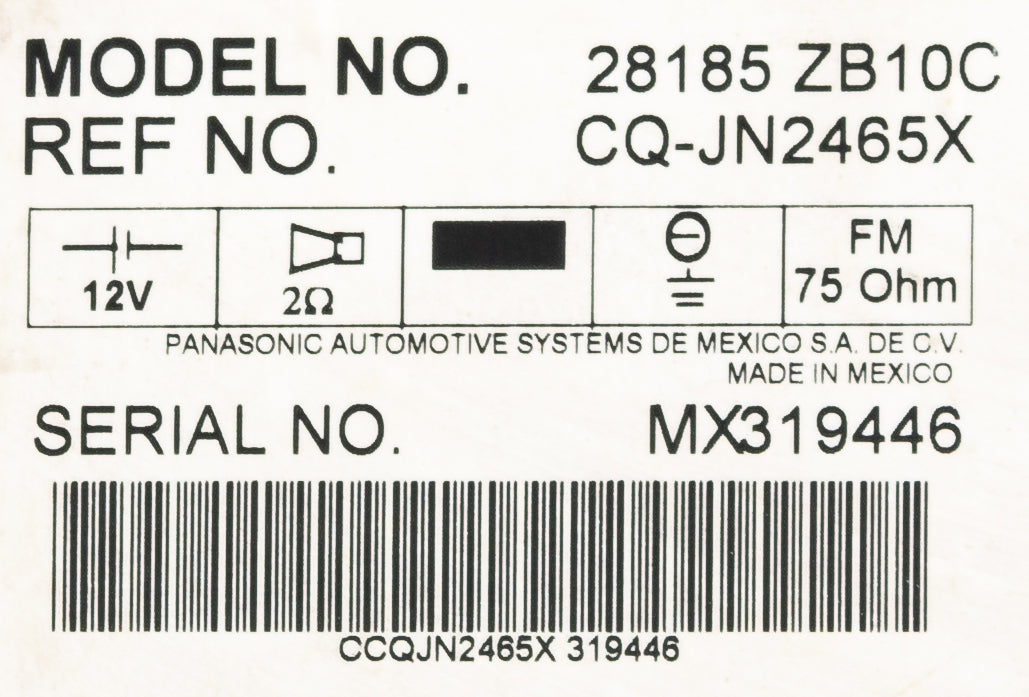 MODEL NO. 28185 ZB10C
REF NO. CQ-JN2465X
12V
2Ω
FM
75 Ohm
PANASONIC AUTOMOTIVE SYSTEMS DE MEXICO S.A. DE C.V.
MADE IN MEXICO
SERIAL NO. MX319446
CCQJN2465X 319446